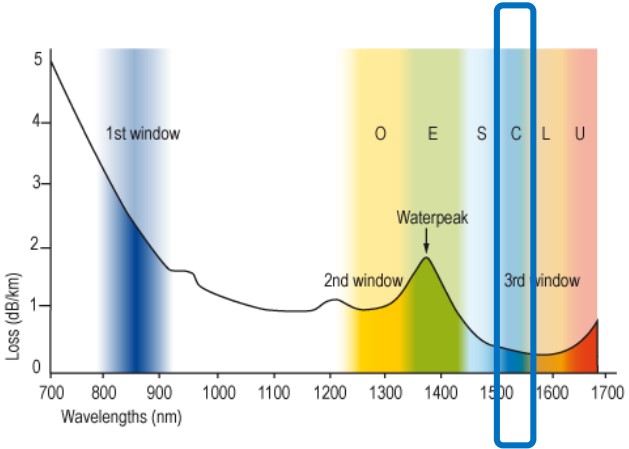 5
4
3
2
1
0
Loss (dB/km)
1st window
O E S C L U
Waterpeak
2nd window
3rd window
700 800 900 1000 1100 1200 1300 1400 1500 1600 1700
Wavelengths (nm)